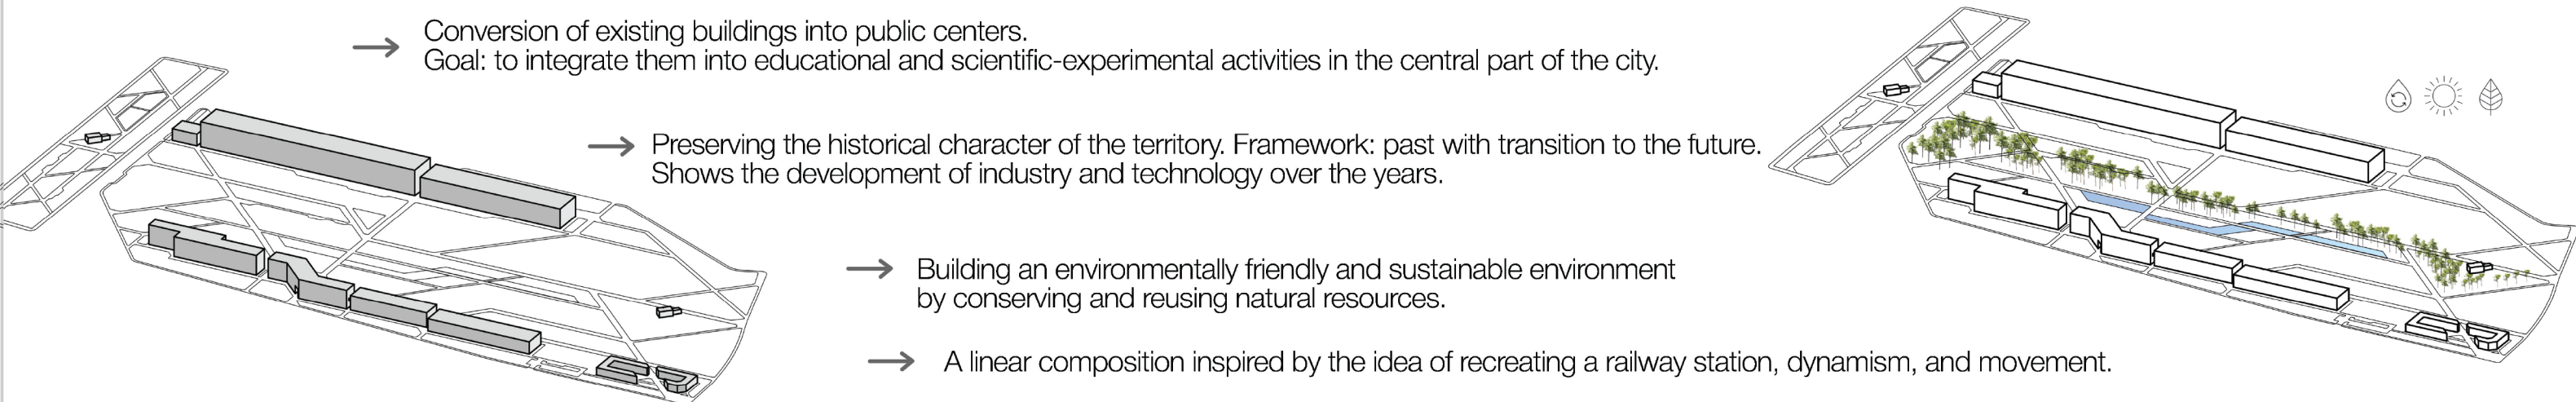 Conversion of existing buildings into public centers.
Goal: to integrate them into educational and scientific-experimental activities in the central part of the city.
Preserving the historical character of the territory. Framework: past with transition to the future.
Shows the development of industry and technology over the years.
Building an environmentally friendly and sustainable environment
by conserving and reusing natural resources.
A linear composition inspired by the idea of recreating a railway station, dynamism, and movement.